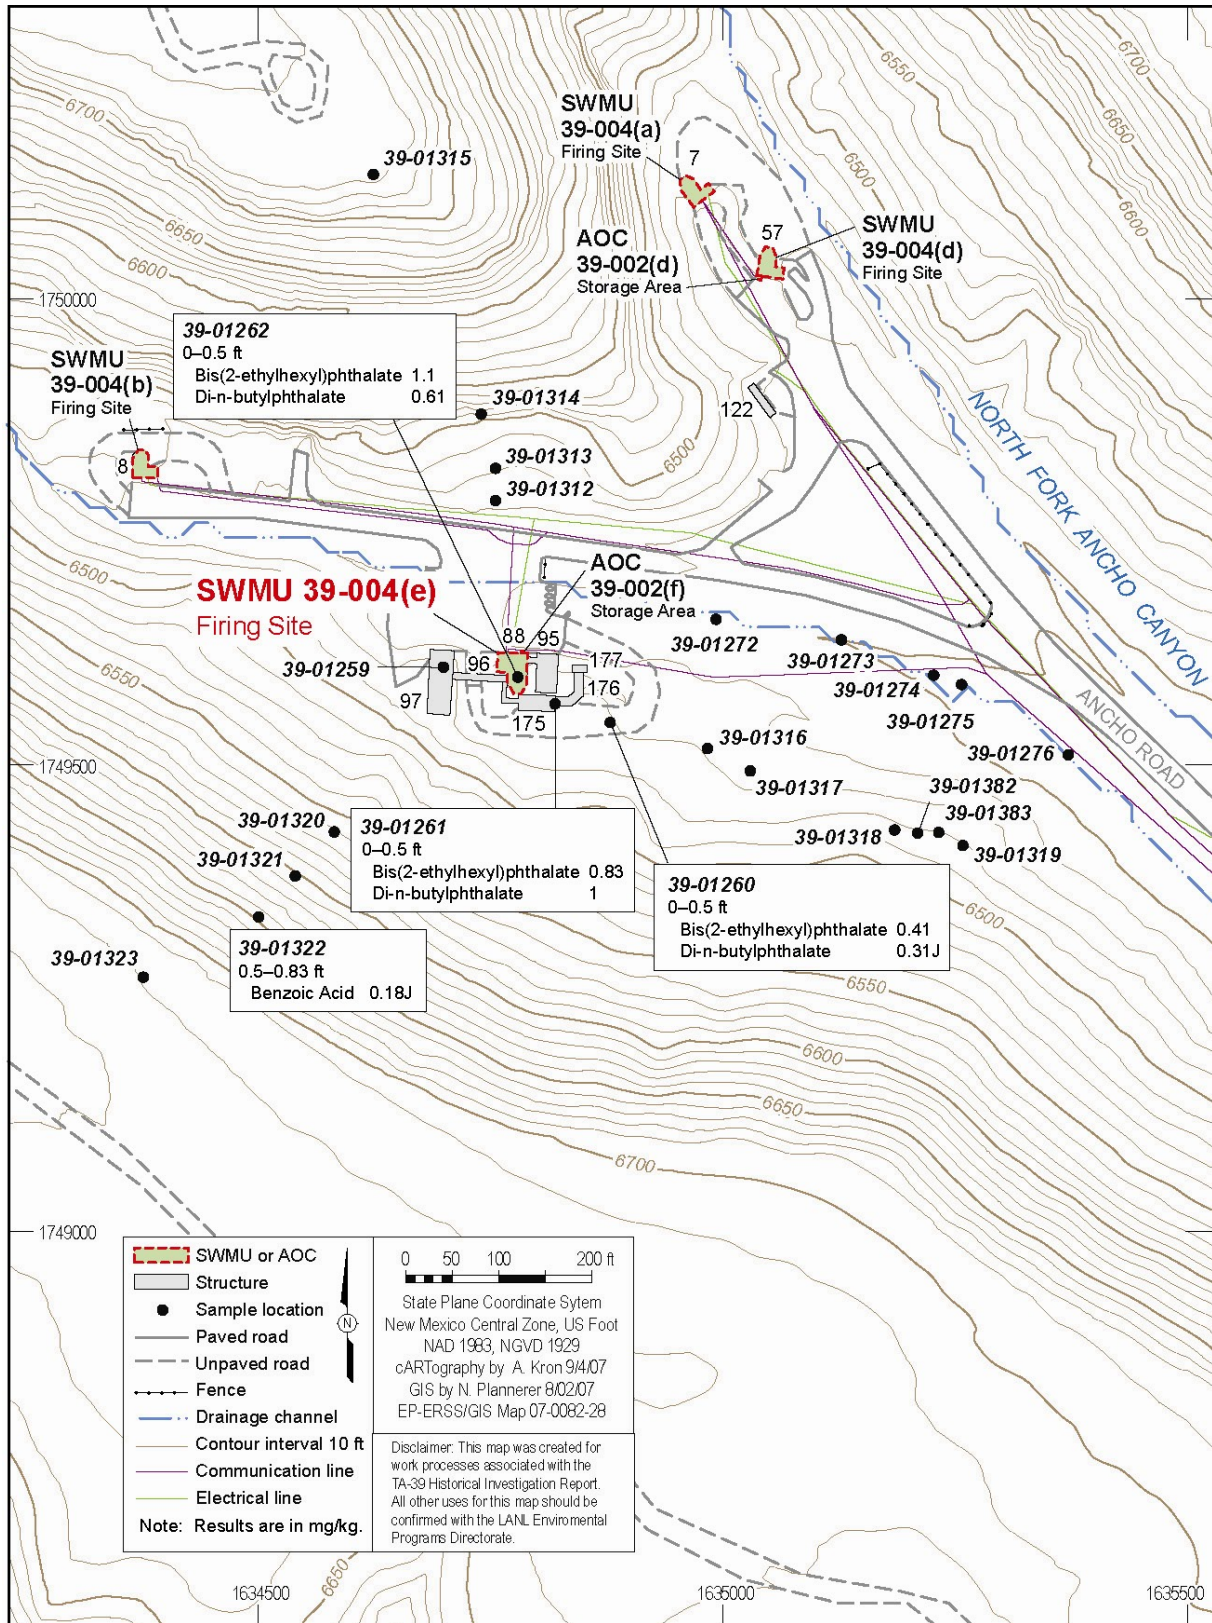 6700
6550
6700
6650
6600
6500
6550
SWMU
39-004(a)
Firing Site
7
39-01315
6650
6600
57
SWMU
39-004(d)
Firing Site
AOC
39-002(d)
Storage Area
1750000
39-01262
0–0.5 ft
Bis(2-ethylhexyl)phthalate 1.1
Di-n-butylphthalate 0.61
SWMU
39-004(b)
Firing Site
8
39-01314
122
6500
39-01313
39-01312
NORTH FORK ANCHO CANYON
6500
SWMU 39-004(e)
Firing Site
AOC
39-002(f)
Storage Area
88
95
39-01272
39-01273
39-01259
96
177
176
39-01274
97
175
39-01275
6550
ANCHO ROAD
39-01316
39-01276
1749500
39-01317
39-01382
39-01383
39-01318
39-01319
39-01320
39-01261
0–0.5 ft
Bis(2-ethylhexyl)phthalate 0.83
Di-n-butylphthalate 1
39-01321
39-01260
0–0.5 ft
Bis(2-ethylhexyl)phthalate 0.41
Di-n-butylphthalate 0.31J
6500
39-01322
0.5–0.83 ft
Benzoic Acid 0.18J
39-01323
6550
6600
6650
6700
1749000
SWMU or AOC
Structure
Sample location
Paved road
Unpaved road
Fence
Drainage channel
Contour interval 10 ft
Communication line
Electrical line
Note: Results are in mg/kg.
N
0 50 100 200 ft
State Plane Coordinate Sytem
New Mexico Central Zone, US Foot
NAD 1983, NGVD 1929
cARTography by A. Kron 9/4/07
GIS by N. Plannerer 8/02/07
EP-ERSS/GIS Map 07-0082-28
Disclaimer: This map was created for
work processes associated with the
TA-39 Historical Investigation Report.
All other uses for this map should be
confirmed with the LANL Enviromental
Programs Directorate.
1634500
1635000
1635500